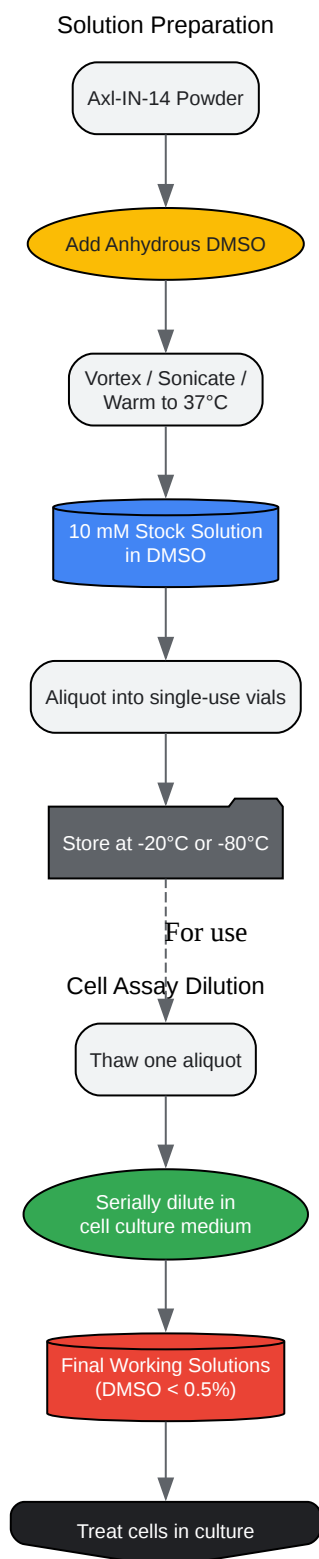 Solution Preparation
Axl-IN-14 Powder
Add Anhydrous DMSO
Vortex / Sonicate /
Warm to 37°C
10 mM Stock Solution
in DMSO
Aliquot into single-use vials
Store at -20°C or -80°C
For use
Cell Assay Dilution
Thaw one aliquot
Serially dilute in
cell culture medium
Final Working Solutions
(DMSO < 0.5%)
Treat cells in culture